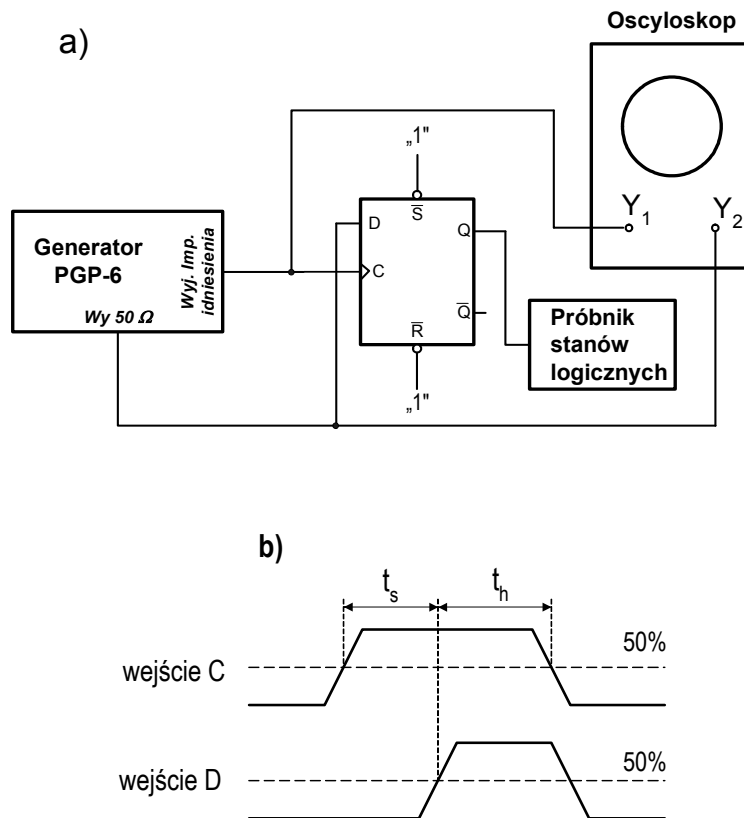 Oscyloskop
a)
„1"
Y1
Y2
Generator
PGP-6
Wyj. Imp.
idniesienia
Wy 50 Ω
D
S
Q
C
R
Q
Próbnik
stanów
logicznych
„1"
b)
ts
th
50%
wejście C
50%
wejście D